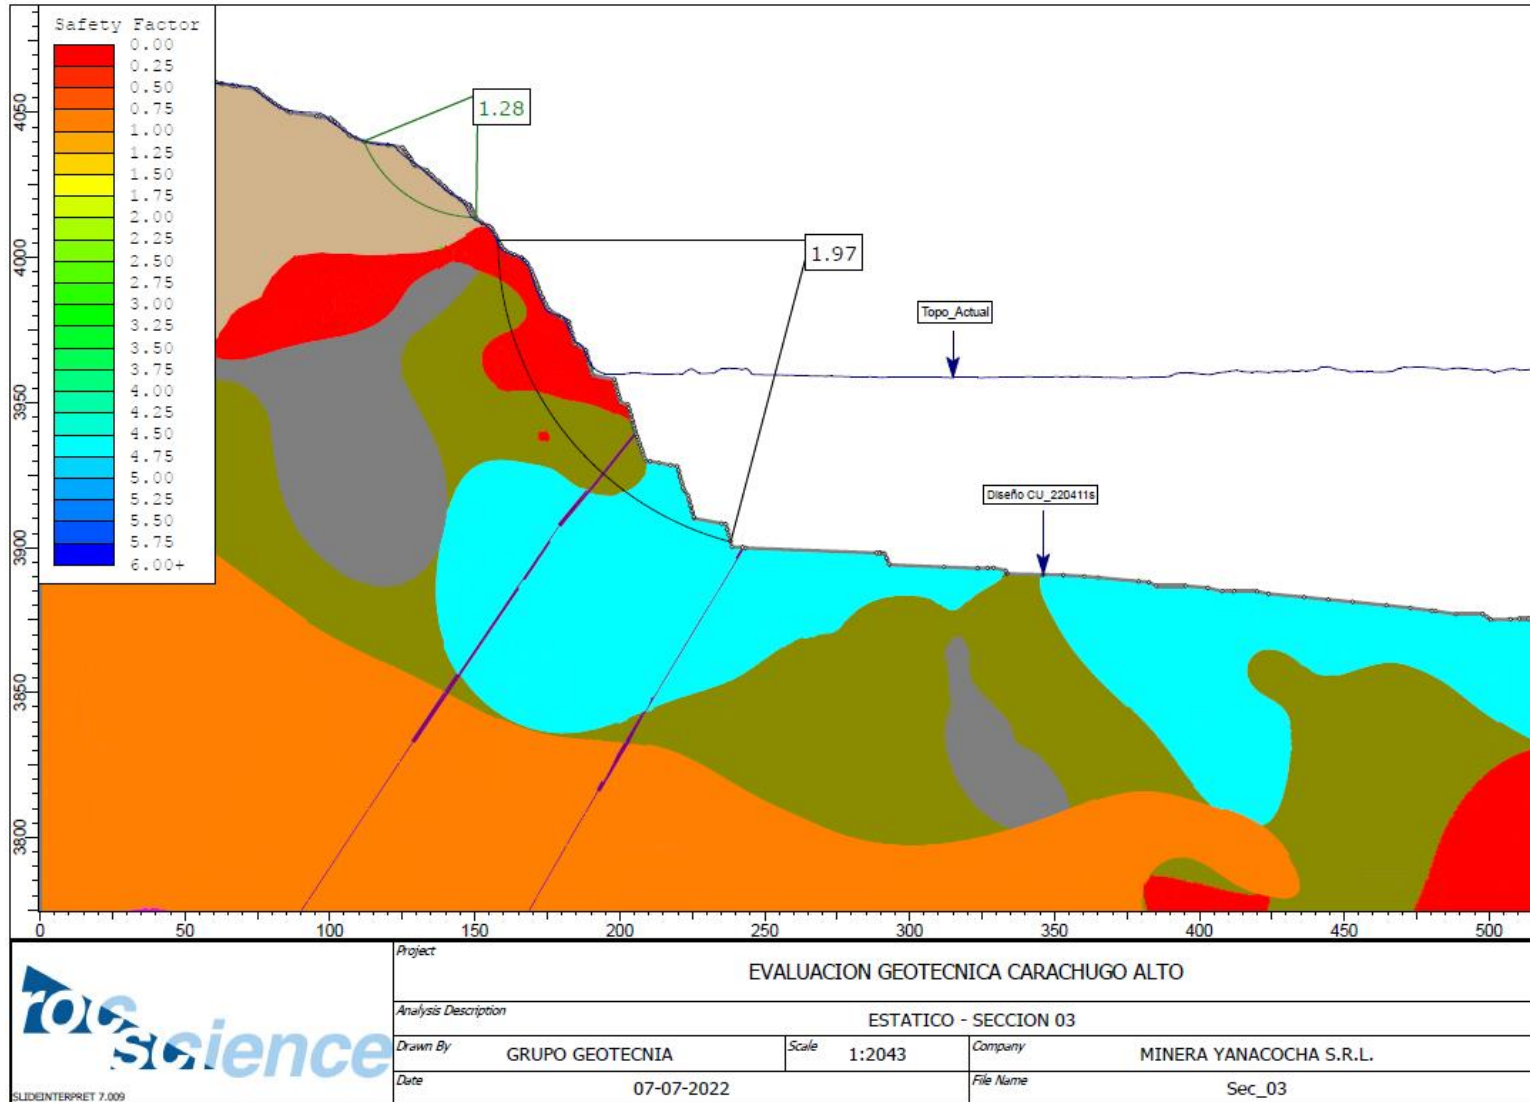 Safety Factor
0.00
0.25
0.50
0.75
1.00
1.25
1.50
1.75
2.00
2.25
2.50
2.75
3.00
3.25
3.50
3.75
4.00
4.25
4.50
4.75
5.00
5.25
5.50
5.75
6.00+
1.28
1.97
Topo_Actual
Diseño CU_220411s
4050
4000
3950
3900
3850
3800
0 50 100 150 200 250 300 350 400 450 500
rocscience
SLIDEINTERPRET 7.009
Project
EVALUACION GEOTECNICA CARACHUGO ALTO
Analysis Description
ESTATICO - SECCION 03
Drawn By GRUPO GEOTECNIA Scale 1:2043 Company MINERA YANACOCHA S.R.L.
Date 07-07-2022 File Name Sec_03